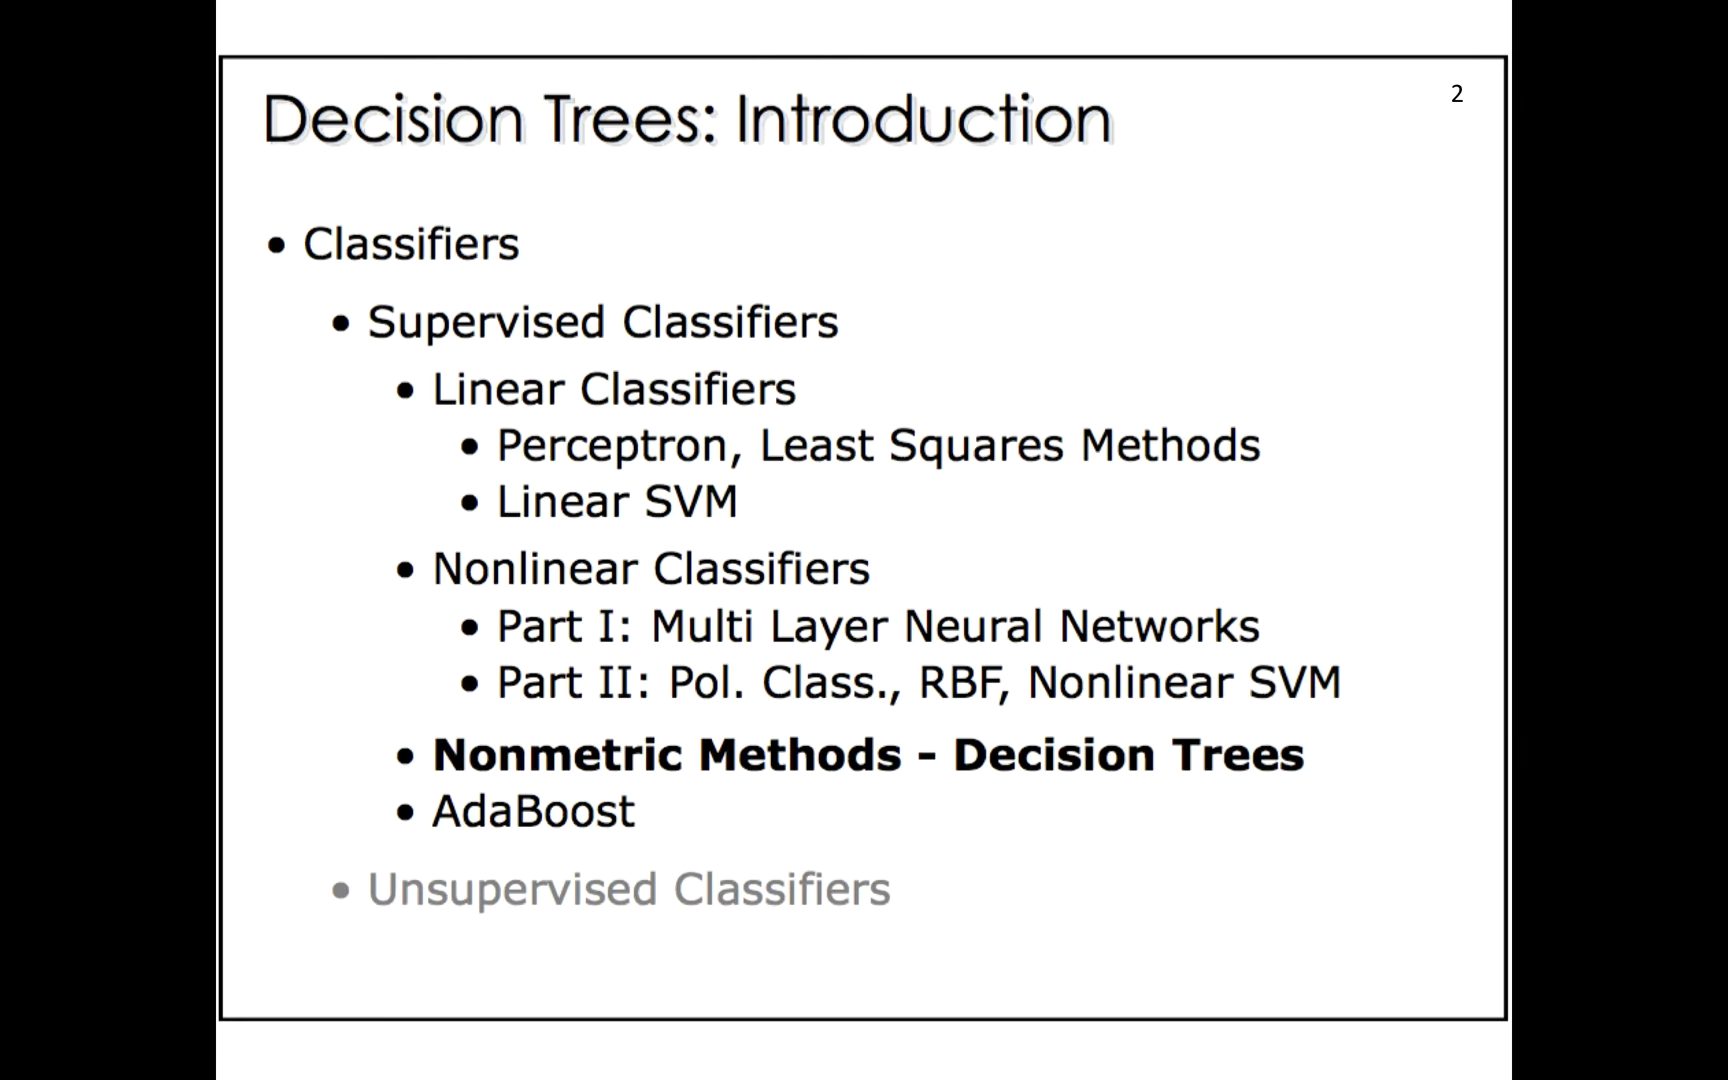 2
Decision Trees: Introduction
• Classifiers
• Supervised Classifiers
• Linear Classifiers
• Perceptron, Least Squares Methods
• Linear SVM
• Nonlinear Classifiers
• Part I: Multi Layer Neural Networks
• Part II: Pol. Class., RBF, Nonlinear SVM
• Nonmetric Methods - Decision Trees
• AdaBoost
• Unsupervised Classifiers